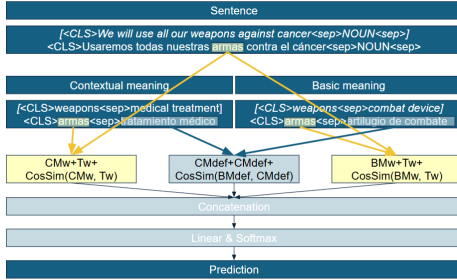 Sentence
[<CLS>We will use all our weapons against cancer<sep>NOUN<sep>]
<CLS>Usaremos todas nuestras armas contra el cáncer<sep>NOUN<sep>
Contextual meaning
Basic meaning
[<CLS>weapons<sep>medical treatment]
<CLS>armas<sep>tratamiento médico
[<CLS>weapons<sep>combat device]
<CLS>armas<sep>artilugio de combate
CMw+Tw+
CosSim(CMw, Tw)
CMdef+CMdef+
CosSim(BMdef, CMdef)
BMw+Tw+
CosSim(BMw, Tw)
Concatenation
Linear & Softmax
Prediction